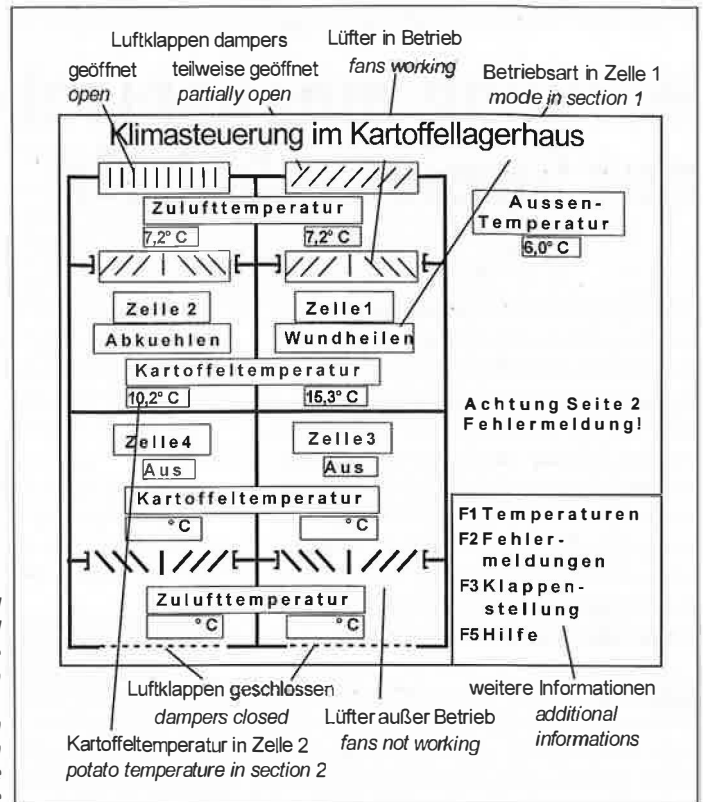 Luftklappen dampers
Lüfter in Betrieb
fans working
geöffnet
open
teilweise geöffnet
partially open
Betriebsart in Zelle 1
mode in section 1
Klimasteuerung im Kartoffellagerhaus
Zulufttemperatur
7,2° C
7,2° C
Aussen-
Temperatur
6,0° C
Zelle 2
Zelle1
Abkuehlen
Wundheilen
Kartoffeltemperatur
10,2° C
15,3° C
Achtung Seite 2
Fehlermeldung!
Zelle4
Zelle3
Aus
Aus
Kartoffeltemperatur
° C
° C
Zulufttemperatur
° C
° C
F1 Temperaturen
F2 Fehler-
meldungen
F3 Klappen-
stellung
F5 Hilfe
Luftklappen geschlossen
dampers closed
Lüfter außer Betrieb
fans not working
weitere Informationen
additional
informations
Kartoffeltemperatur in Zelle 2
potato temperature in section 2